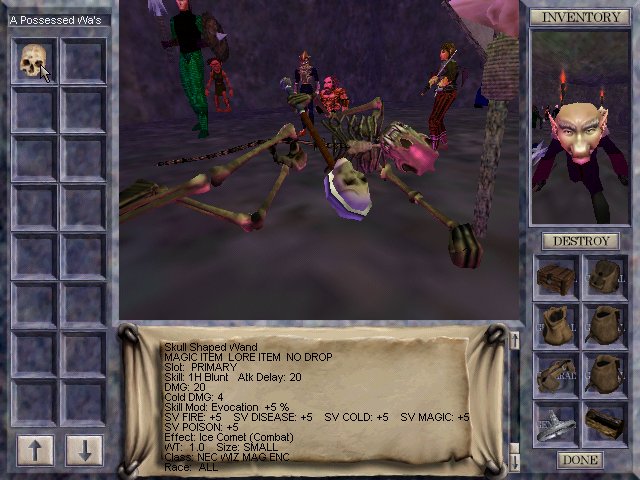 A Possessed Wa's
INVENTORY
DESTROY
Skull Shaped Wand
MAGIC ITEM LORE ITEM NO DROP
Slot: PRIMARY
Skill: 1H Blunt Atk Delay: 20
DMG: 20
Cold DMG: 4
Skill Mod: Evocation +5 %
SV FIRE: +5 SV DISEASE: +5 SV COLD: +5 SV MAGIC: +5
SV POISON: +5
Effect: Ice Comet (Combat)
WT: 1.0 Size: SMALL
Class: NEC WIZ MAG ENC
Race: ALL
DONE